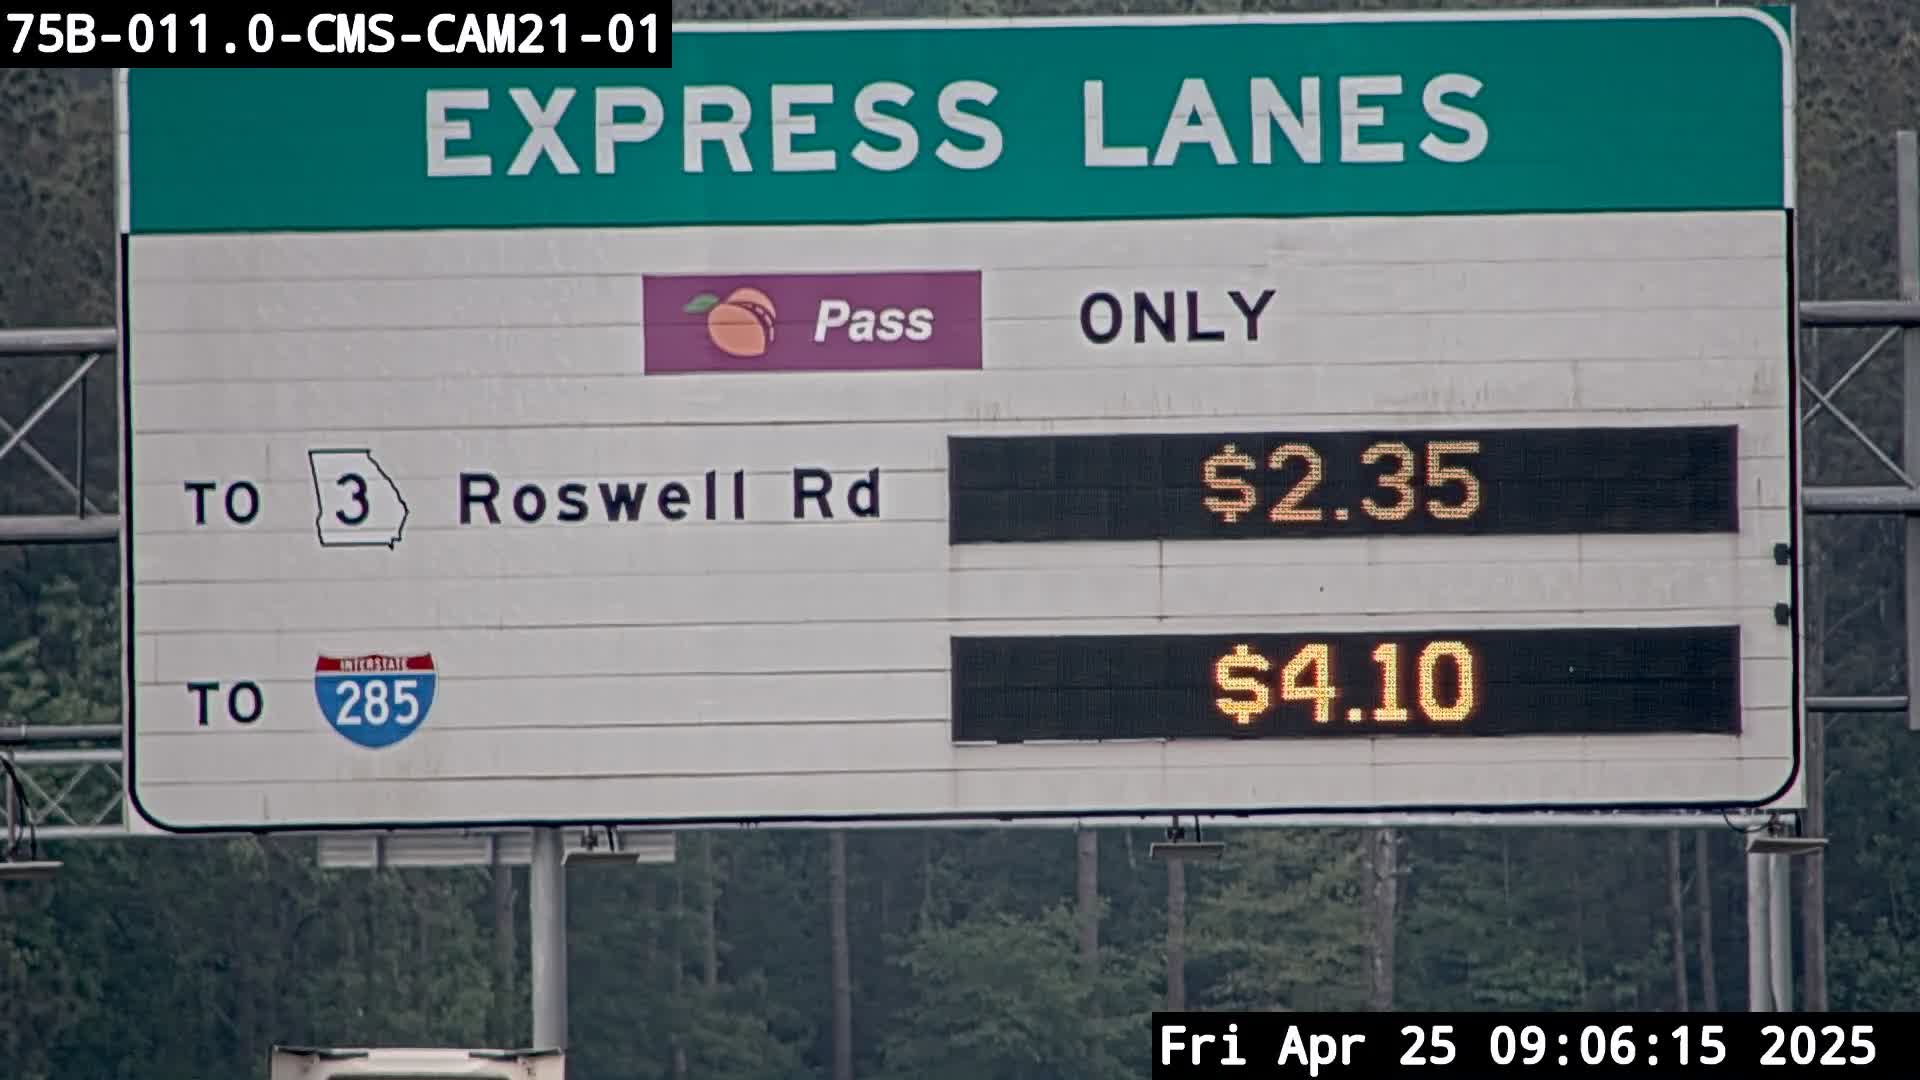 75B-011.0-CMS-CAM21-01
EXPRESS LANES
Pass ONLY
TO 3 Roswell Rd $2.35
TO INTERSTATE 285 $4.10
Fri Apr 25 09:06:15 2025